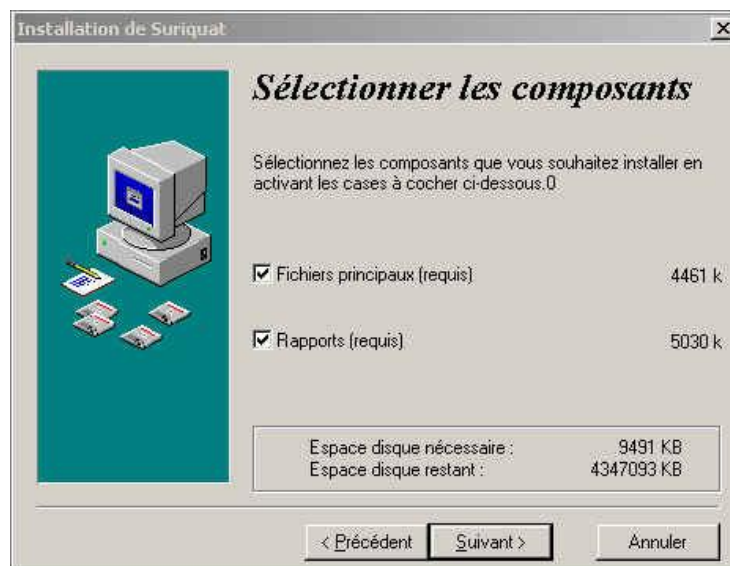 Installation de Suriquat
Sélectionner les composants
Sélectionnez les composants que vous souhaitez installer en
activant les cases à cocher ci-dessous.0
Fichiers principaux (requis) 4461 k
Rapports (requis) 5030 k
Espace disque nécessaire : 9491 KB
Espace disque restant : 4347093 KB
< Précédent Suivant > Annuler